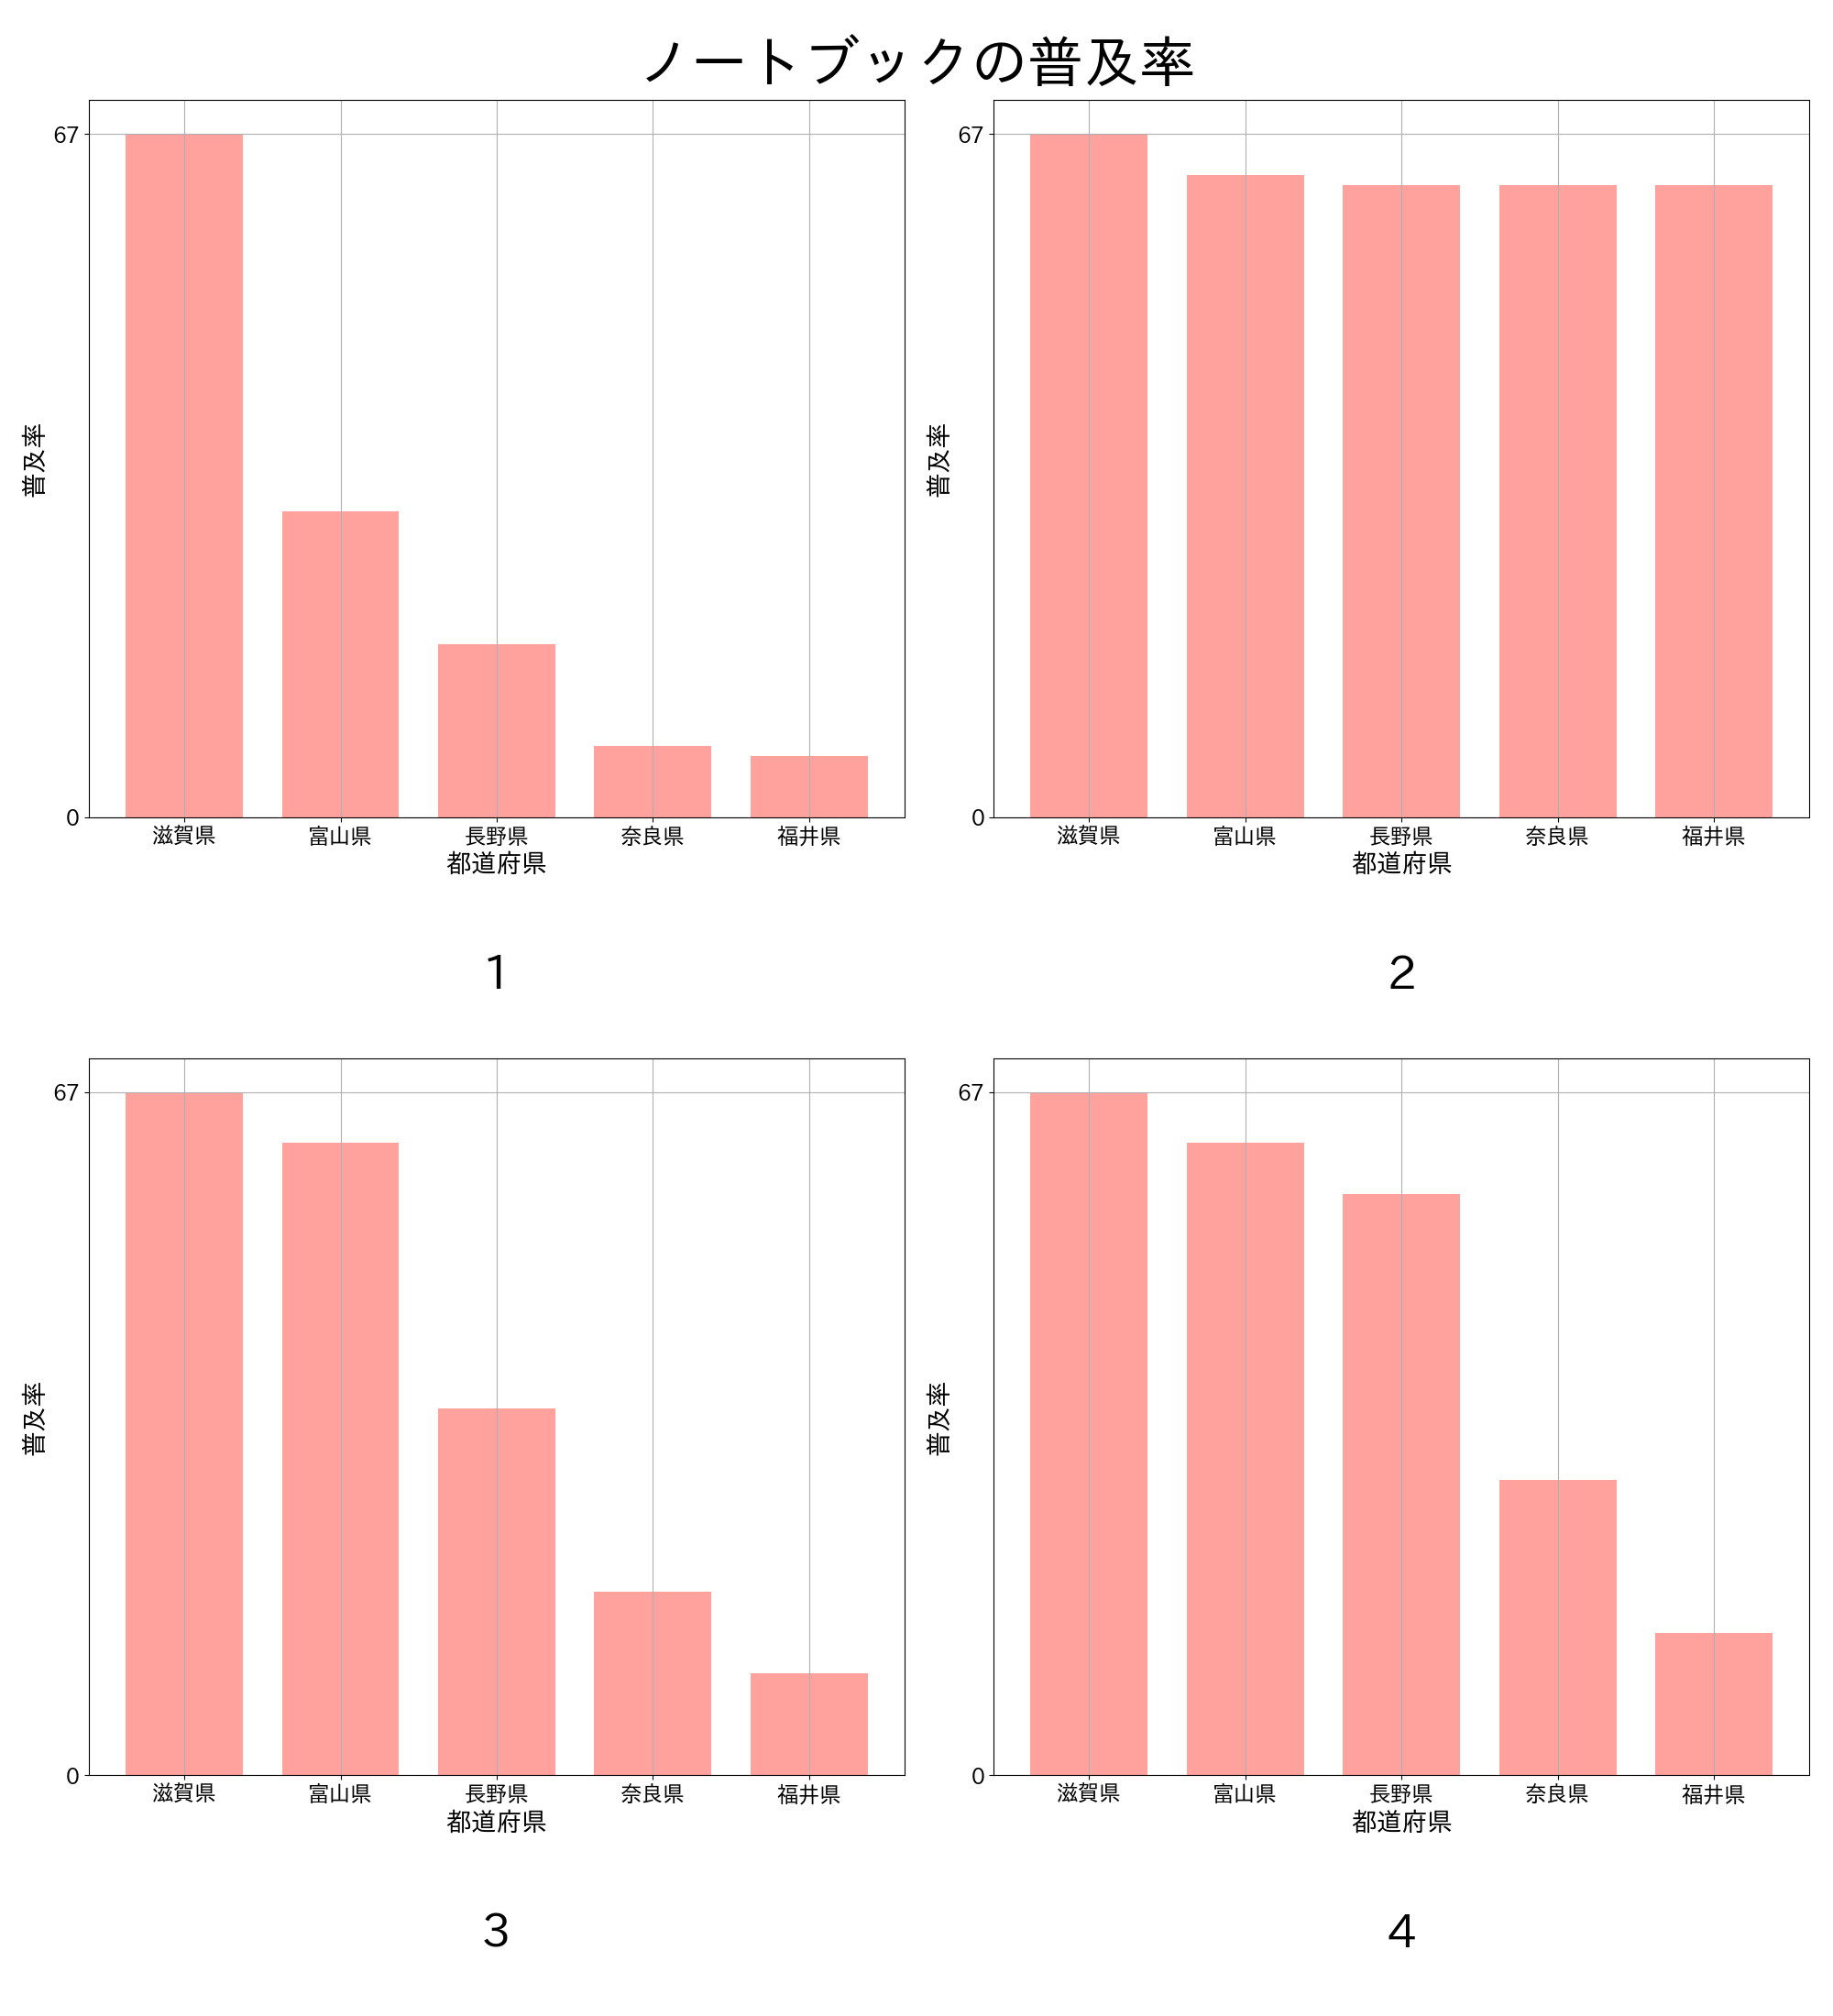 ノートブックの普及率
67
0
普及率
滋賀県 富山県 長野県 奈良県 福井県
都道府県
1
67
0
普及率
滋賀県 富山県 長野県 奈良県 福井県
都道府県
2
67
0
普及率
滋賀県 富山県 長野県 奈良県 福井県
都道府県
3
67
0
普及率
滋賀県 富山県 長野県 奈良県 福井県
都道府県
4